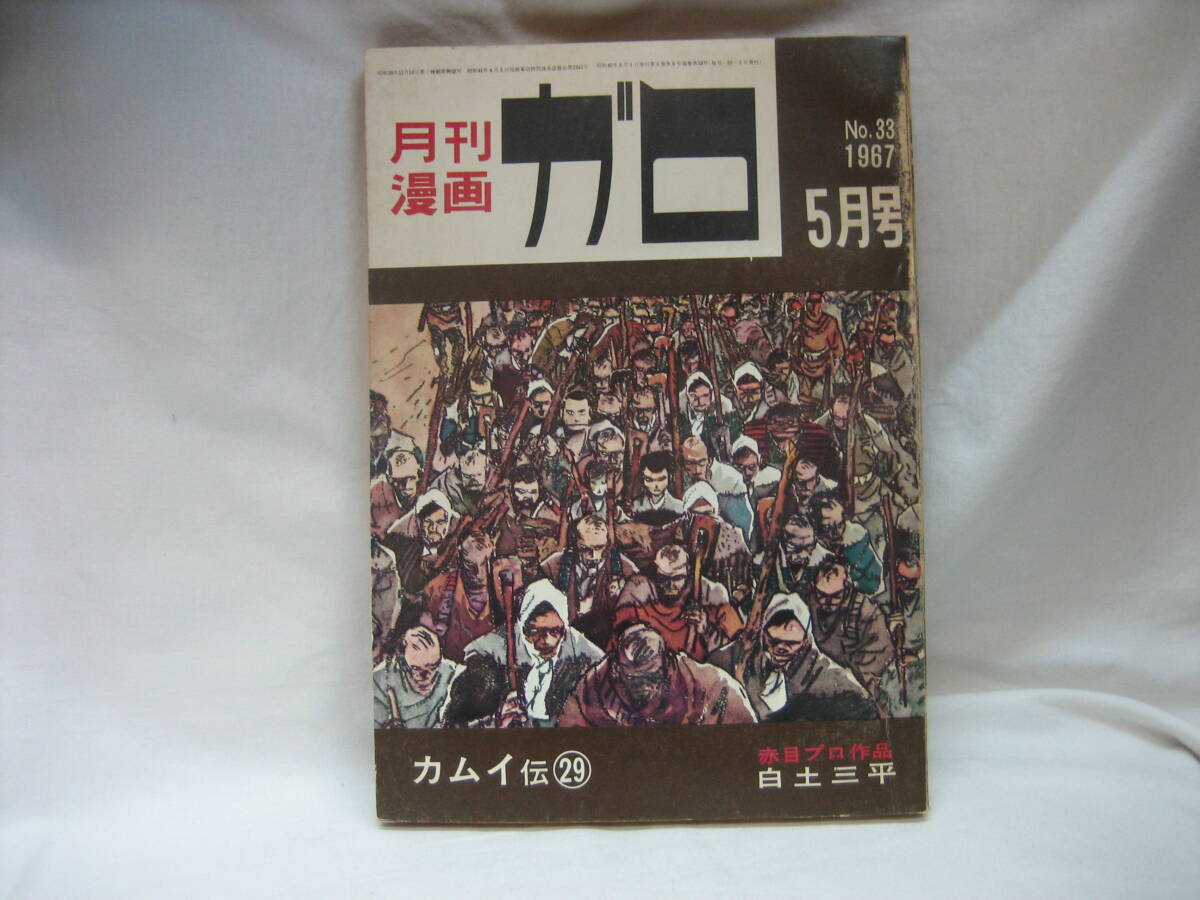 月刊
漫画
ガロ
No.33
1967
5月号
カムイ伝㉙
赤目プロ作品
白土三平